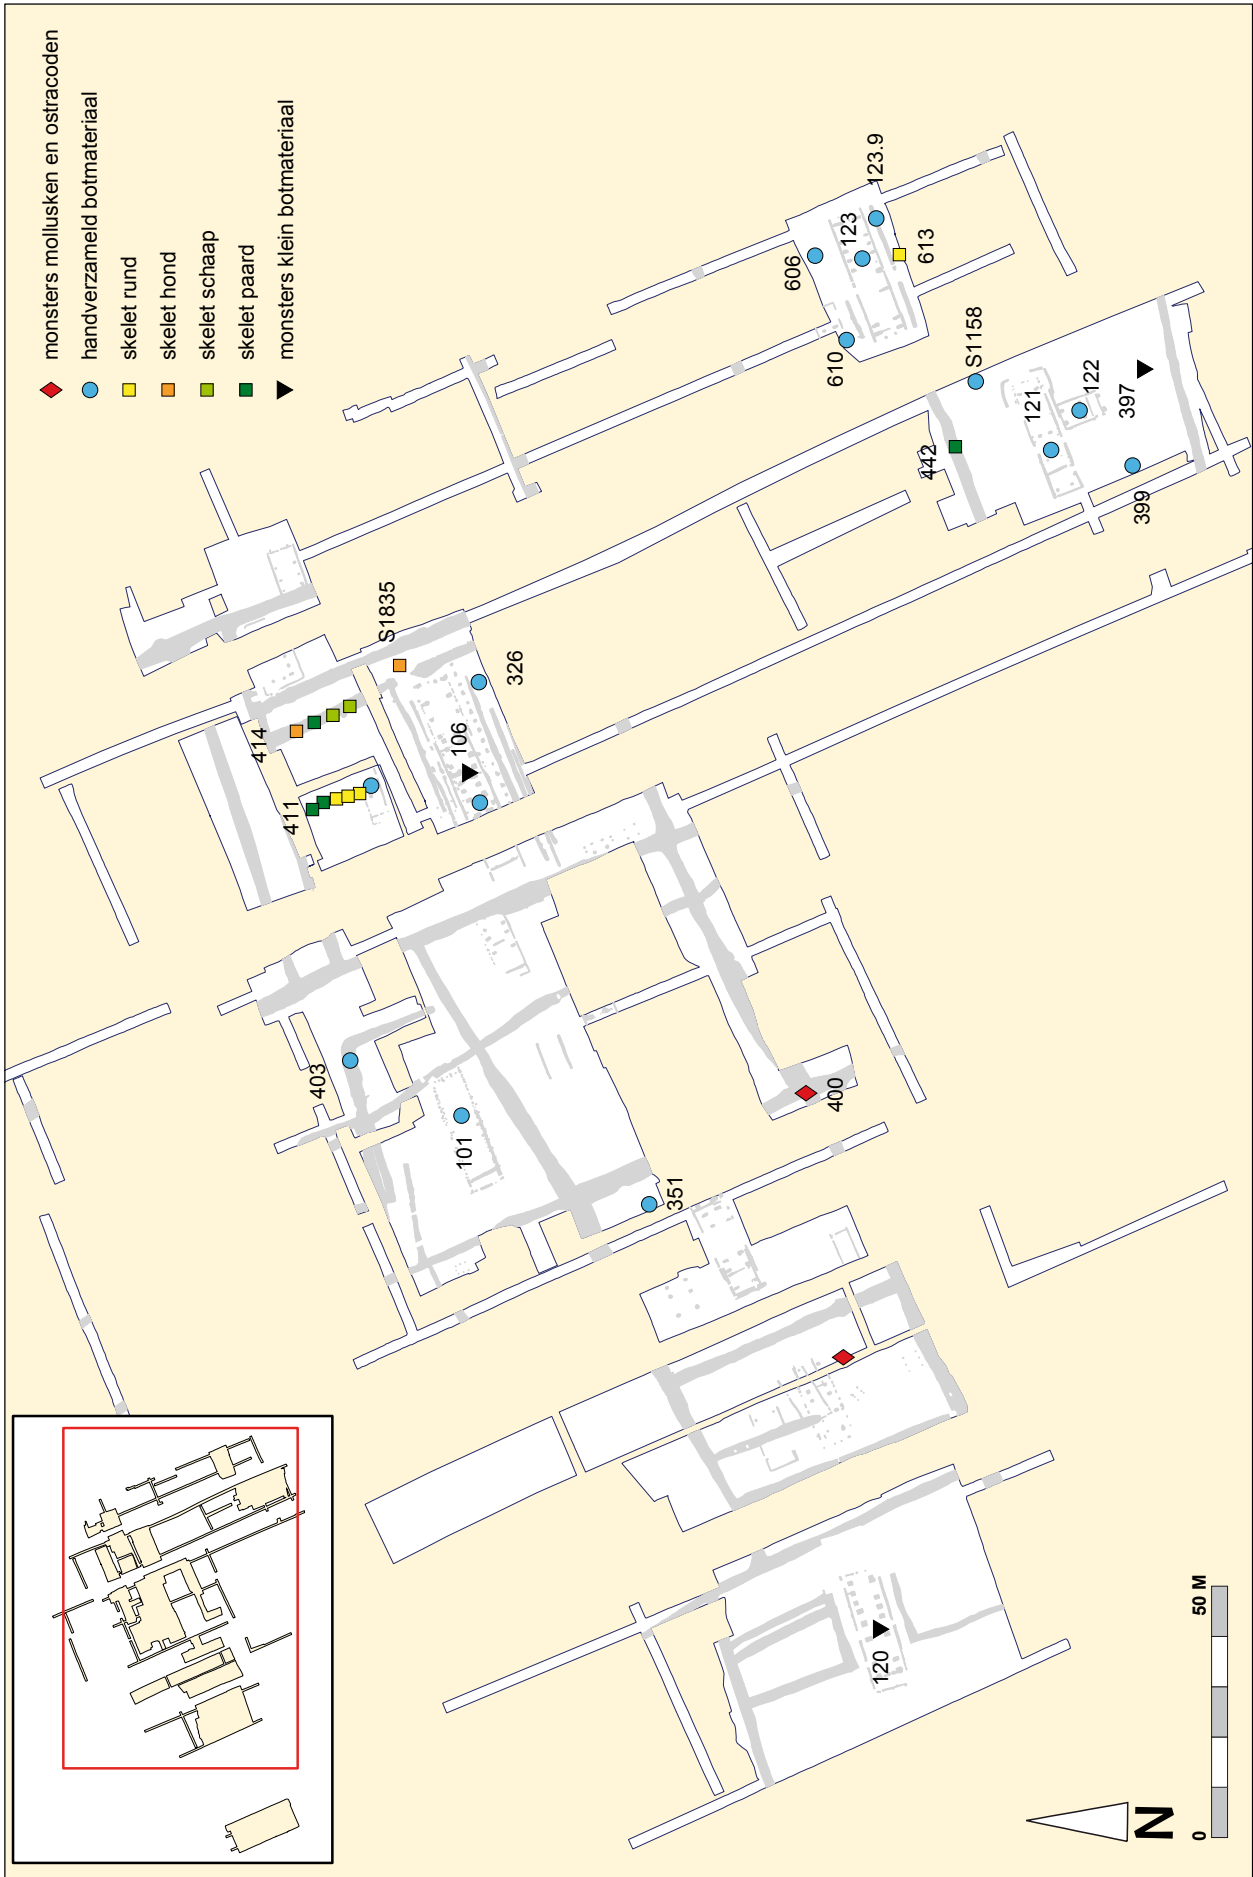 monsters mollusken en ostracoden
handverzameld botmateriaal
skelet rund
skelet hond
skelet schaap
skelet paard
monsters klein botmateriaal
414
411
S1835
326
106
403
101
351
400
120
606
123
123.9
613
610
S1158
442
121
122
397
399
N
0
50 M